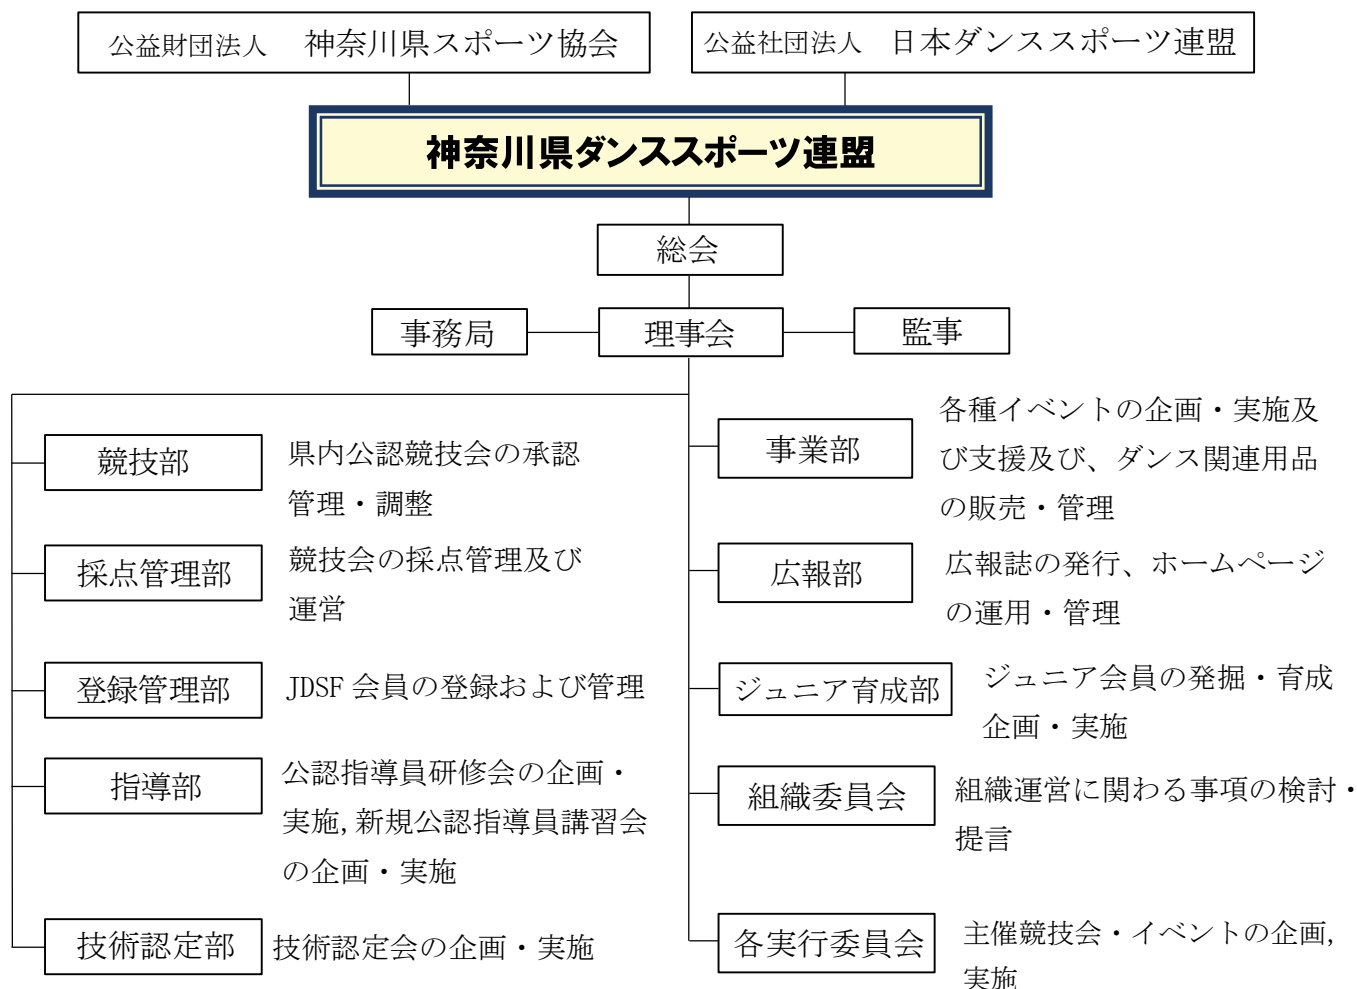 公益財団法人　神奈川県スポーツ協会
公益社団法人　日本ダンススポーツ連盟
神奈川県ダンススポーツ連盟
総会
事務局
理事会
監事
競技部
県内公認競技会の承認
管理・調整
採点管理部
競技会の採点管理及び
運営
登録管理部
JDSF 会員の登録および管理
指導部
公認指導員研修会の企画・
実施,新規公認指導員講習会
の企画・実施
技術認定部
技術認定会の企画・実施
事業部
各種イベントの企画・実施及
び支援及び、ダンス関連用品
の販売・管理
広報部
広報誌の発行、ホームページ
の運用・管理
ジュニア育成部
ジュニア会員の発掘・育成
企画・実施
組織委員会
組織運営に関わる事項の検討・
提言
各実行委員会
主催競技会・イベントの企画,
実施